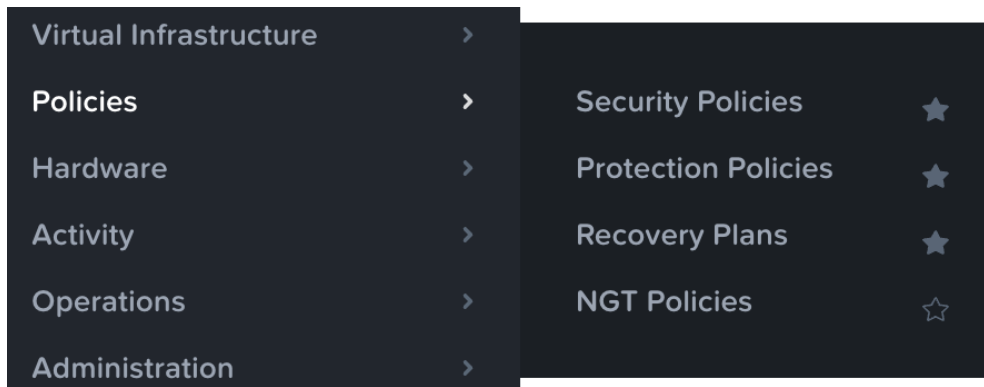 Virtual Infrastructure
Policies
Hardware
Activity
Operations
Administration
Security Policies
Protection Policies
Recovery Plans
NGT Policies